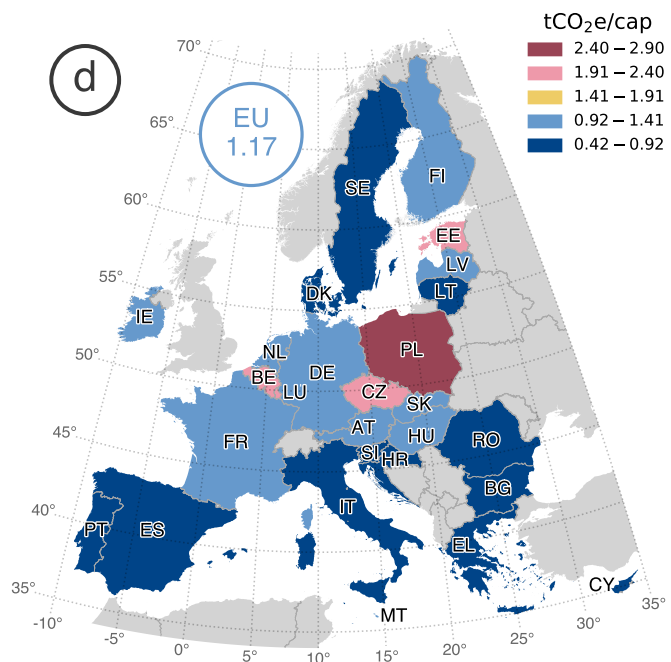 tCO₂e/cap
2.40 – 2.90
1.91 – 2.40
1.41 – 1.91
0.92 – 1.41
0.42 – 0.92
d
EU
1.17
70°
65°
60°
55°
50°
45°
40°
35°
-10°
-5°
0°
5°
10°
15°
20°
25°
30°
35°
SE
FI
EE
LV
LT
DK
IE
NL
BE
LU
DE
PL
CZ
SK
AT
HU
FR
SI
HR
RO
BG
IT
PT
ES
EL
CY
MT